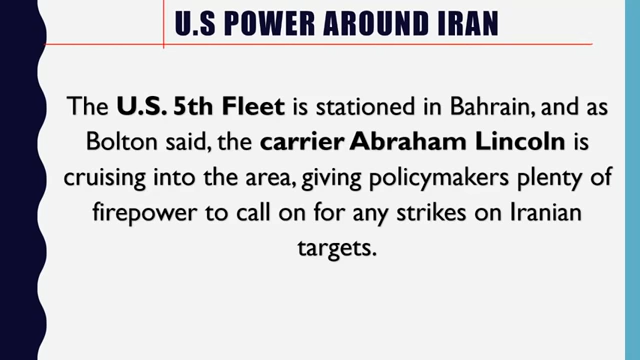 U.S POWER AROUND IRAN
The U.S. 5th Fleet is stationed in Bahrain, and as
Bolton said, the carrier Abraham Lincoln is
cruising into the area, giving policymakers plenty of
firepower to call on for any strikes on Iranian
targets.